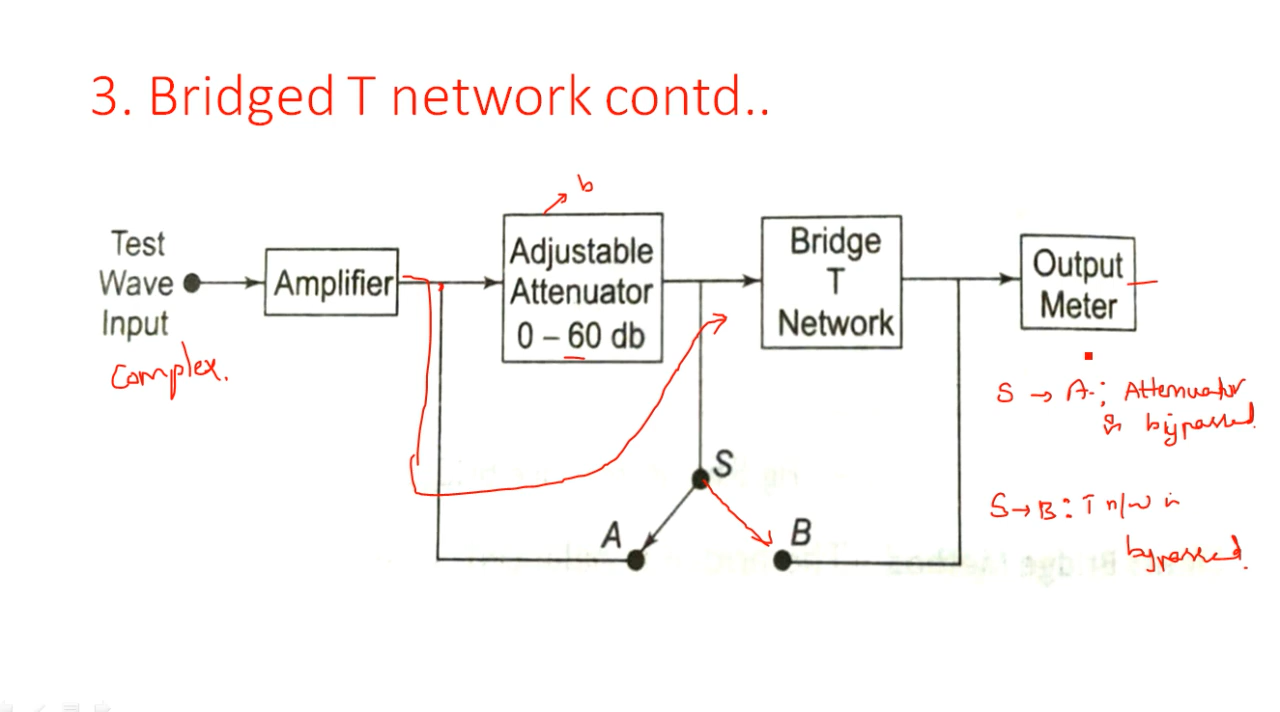 3. Bridged T network contd..
b
Test
Wave
Input
Complex.
Amplifier
Adjustable
Attenuator
0 – 60 db
Bridge
T
Network
Output
Meter
S → A : Attenuator
is bypassed.
S
A
B
S → B : T n/w is
bypassed.